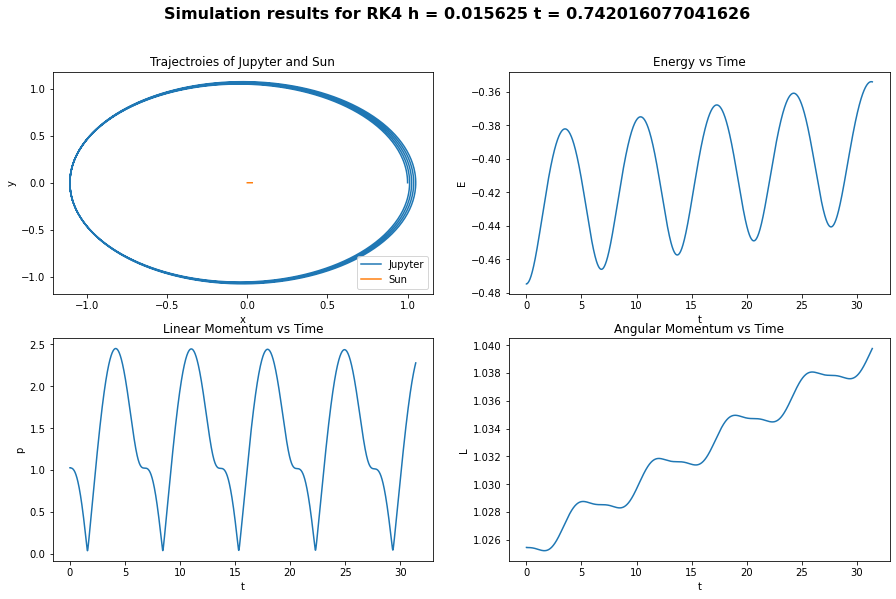 Simulation results for RK4 h = 0.015625 t = 0.742016077041626
Trajectroies of Jupyter and Sun
1.0
0.5
0.0
−0.5
−1.0
y
−1.0 −0.5 0.0 0.5 1.0
x
Jupyter
Sun
Energy vs Time
−0.36
−0.38
−0.40
−0.42
−0.44
−0.46
−0.48
E
0 5 10 15 20 25 30
t
Linear Momentum vs Time
2.5
2.0
1.5
1.0
0.5
0.0
p
0 5 10 15 20 25 30
t
Angular Momentum vs Time
1.040
1.038
1.036
1.034
1.032
1.030
1.028
1.026
L
0 5 10 15 20 25 30
t